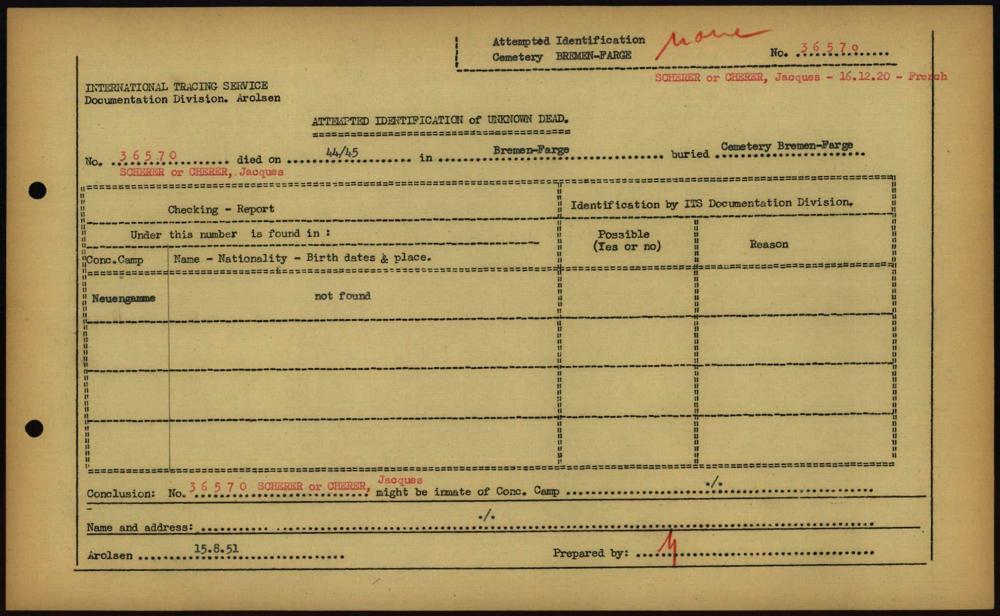 Attempted Identification
Cemetery BREMEN-FARGE
none
No. 36570
SCHERER or CHERER, Jacques - 16.12.20 - French
INTERNATIONAL TRACING SERVICE
Documentation Division. Arolsen
ATTEMPTED IDENTIFICATION of UNKNOWN DEAD.
No. 36570 died on 44/45 in Bremen-Farge buried Cemetery Bremen-Farge
SCHERER or CHERER, Jacques
Checking - Report
Identification by ITS Documentation Division.
Under this number is found in :
Possible
(Yes or no)
Reason
Conc.Camp
Name - Nationality - Birth dates & place.
Neuengamme
not found
Conclusion: No. 36570 SCHERER or CHERER, Jacques might be inmate of Conc. Camp ./.
Name and address: ./.
Arolsen 15.8.51
Prepared by: